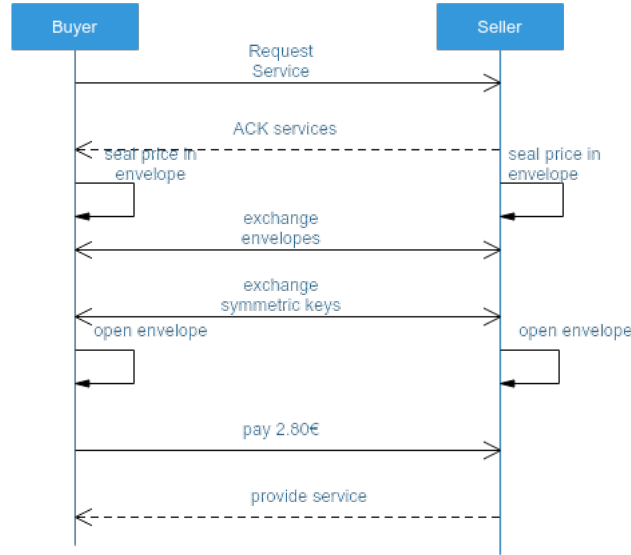 Buyer
Seller
Request
Service
ACK services
seal price in
envelope
seal price in
envelope
exchange
envelopes
exchange
symmetric keys
open envelope
open envelope
pay 2.80€
provide service